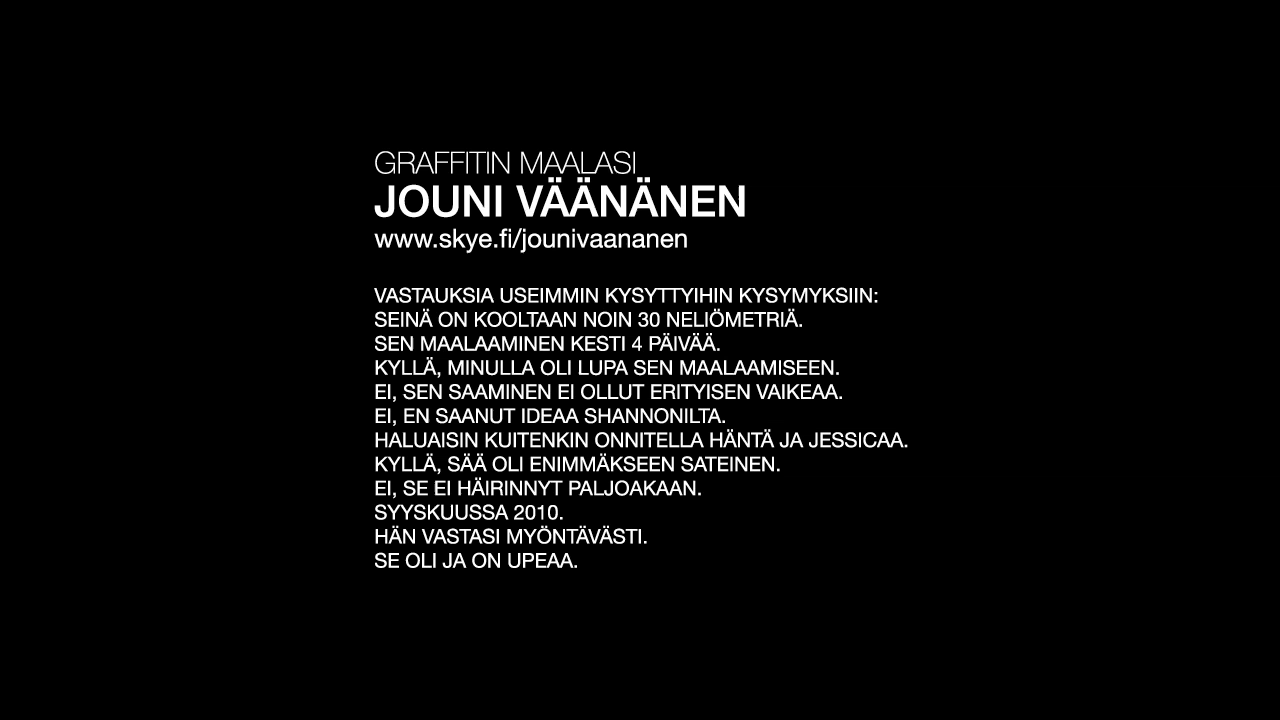 GRAFFITIN MAALASI
JOUNI VÄÄNÄNEN
www.skye.fi/jounivaananen
VASTAUKSIA USEIMMIN KYSYTTYIHIN KYSYMYKSIIN:
SEINÄ ON KOOLTAAN NOIN 30 NELIÖMETRIÄ.
SEN MAALAAMINEN KESTI 4 PÄIVÄÄ.
KYLLÄ, MINULLA OLI LUPA SEN MAALAAMISEEN.
EI, SEN SAAMINEN EI OLLUT ERITYISEN VAIKEAA.
EI, EN SAANUT IDEAA SHANNONILTA.
HALUAISIN KUITENKIN ONNITELLA HÄNTÄ JA JESSICAA.
KYLLÄ, SÄÄ OLI ENIMMÄKSEEN SATEINEN.
EI, SE EI HÄIRINNYT PALJOAKAAN.
SYYSKUUSSA 2010.
HÄN VASTASI MYÖNTÄVÄSTI.
SE OLI JA ON UPEAA.